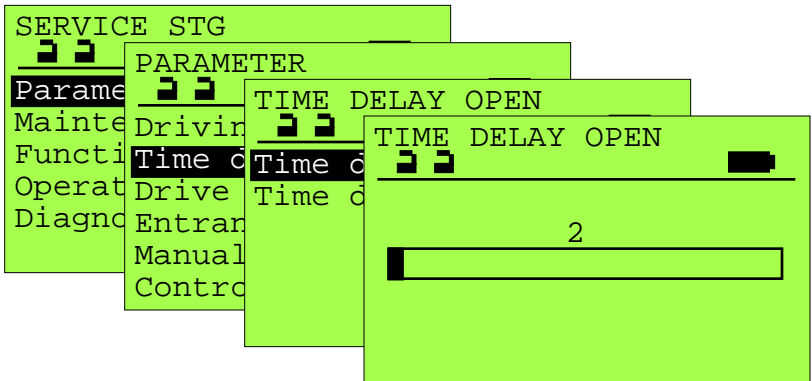 SERVICE STG
Parame
Mainte
Functi
Operat
Diagno
PARAMETER
Drivin
Time d
Drive
Entran
Manual
Contro
TIME DELAY OPEN
Time d
Time d
TIME DELAY OPEN
2